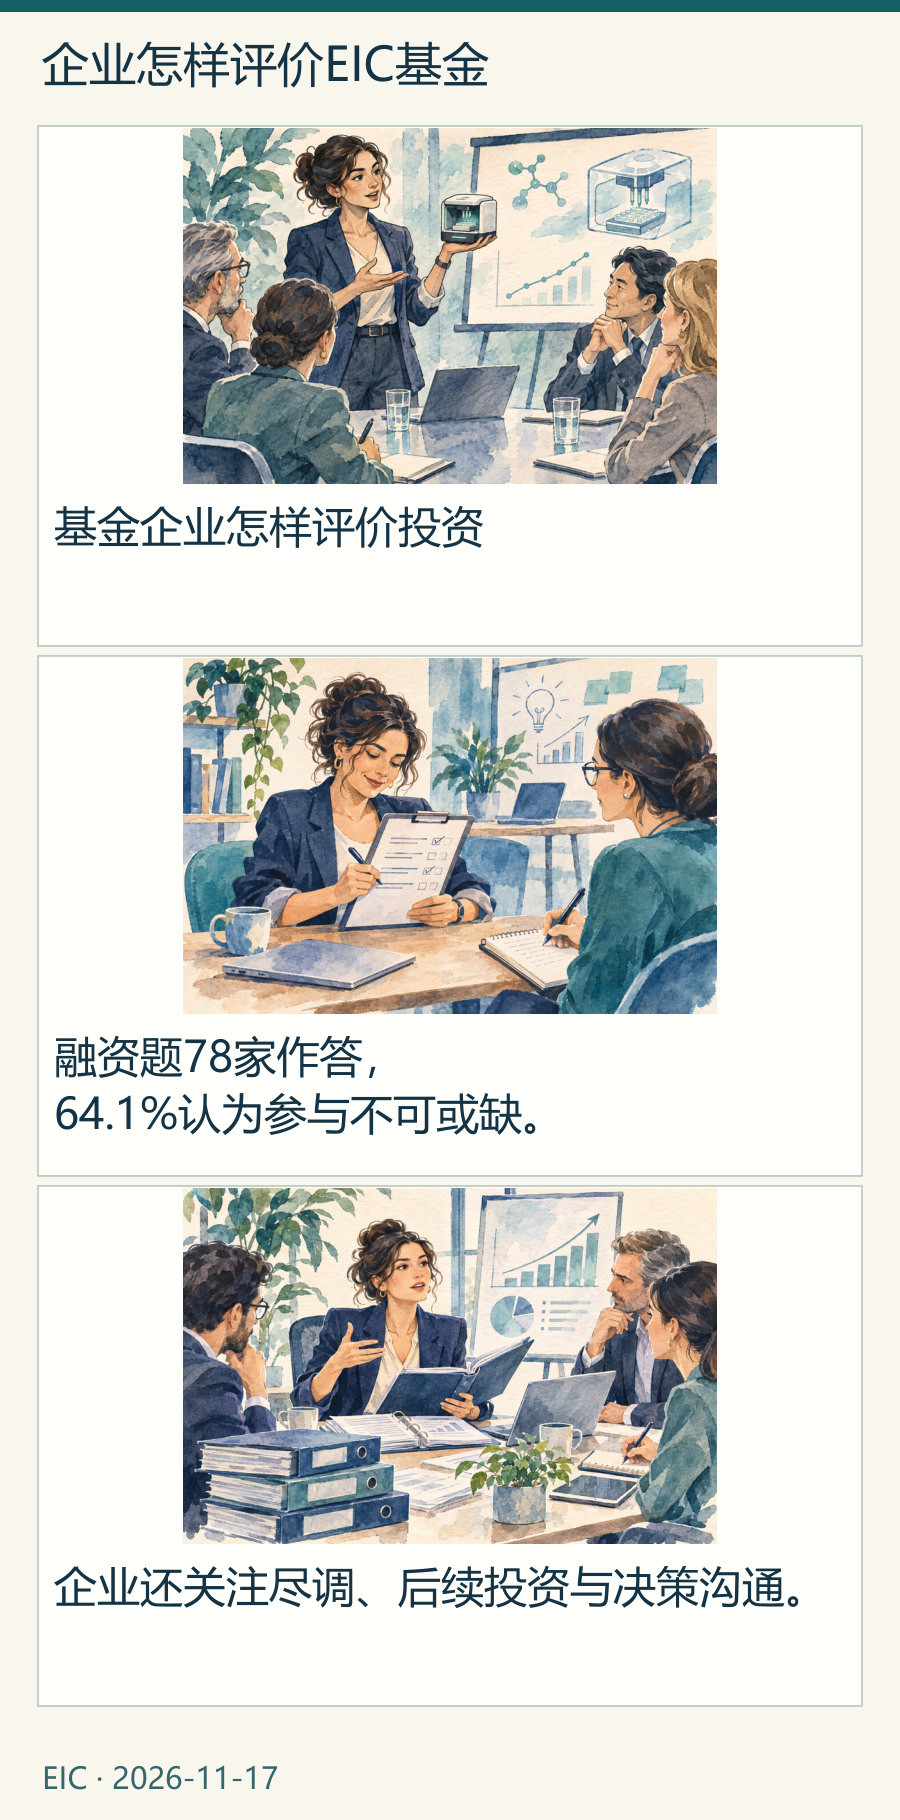 企业怎样评价EIC基金
基金企业怎样评价投资
融资题78家作答，
64.1%认为参与不可或缺。
企业还关注尽调、后续投资与决策沟通。
EIC · 2026-11-17